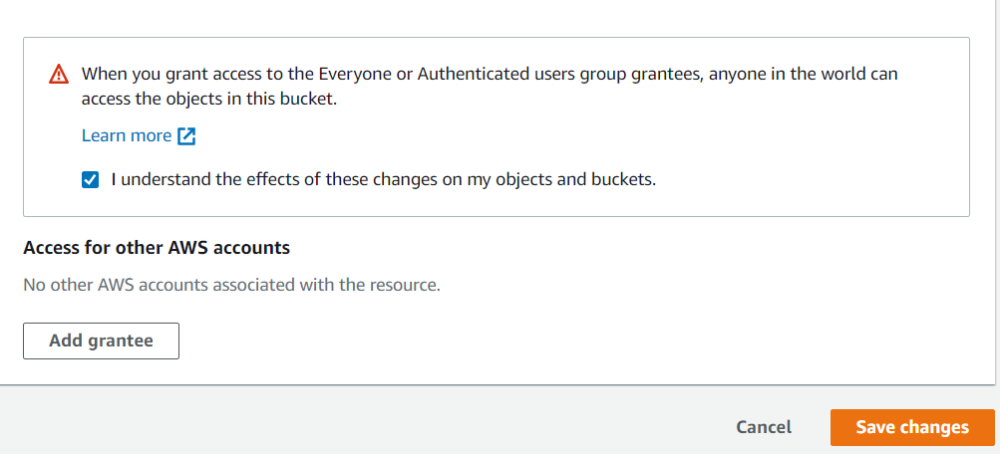 When you grant access to the Everyone or Authenticated users group grantees, anyone in the world can
access the objects in this bucket.
Learn more
I understand the effects of these changes on my objects and buckets.
Access for other AWS accounts
No other AWS accounts associated with the resource.
Add grantee
Cancel
Save changes